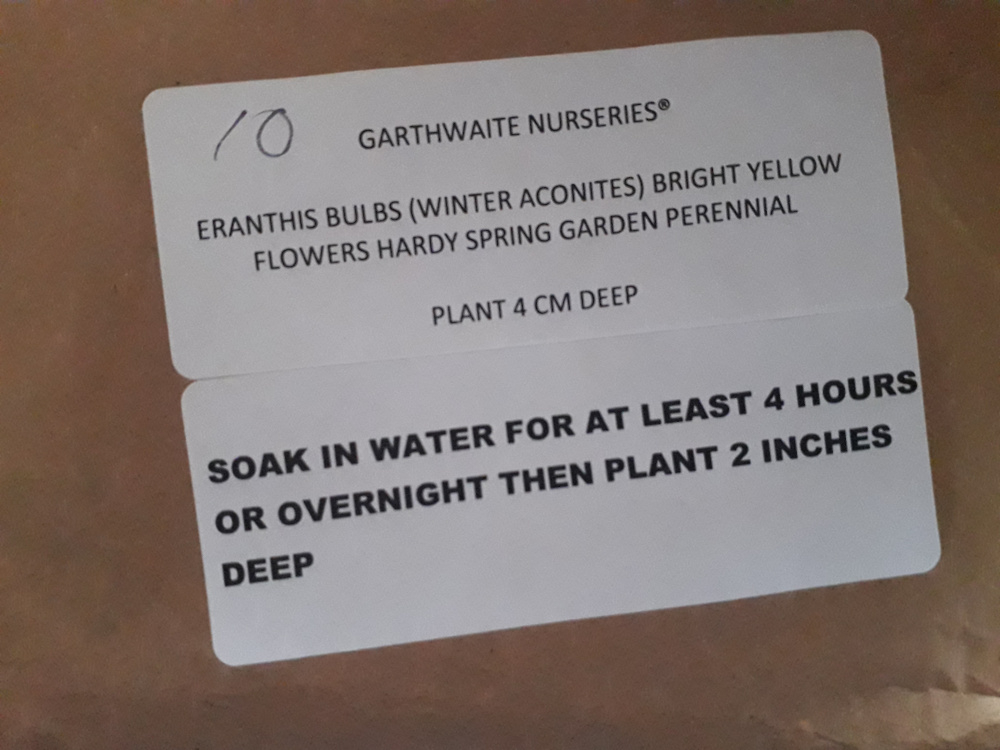 10
GARTHWAITE NURSERIES®
ERANTHIS BULBS (WINTER ACONITES) BRIGHT YELLOW
FLOWERS HARDY SPRING GARDEN PERENNIAL
PLANT 4 CM DEEP
SOAK IN WATER FOR AT LEAST 4 HOURS
OR OVERNIGHT THEN PLANT 2 INCHES
DEEP